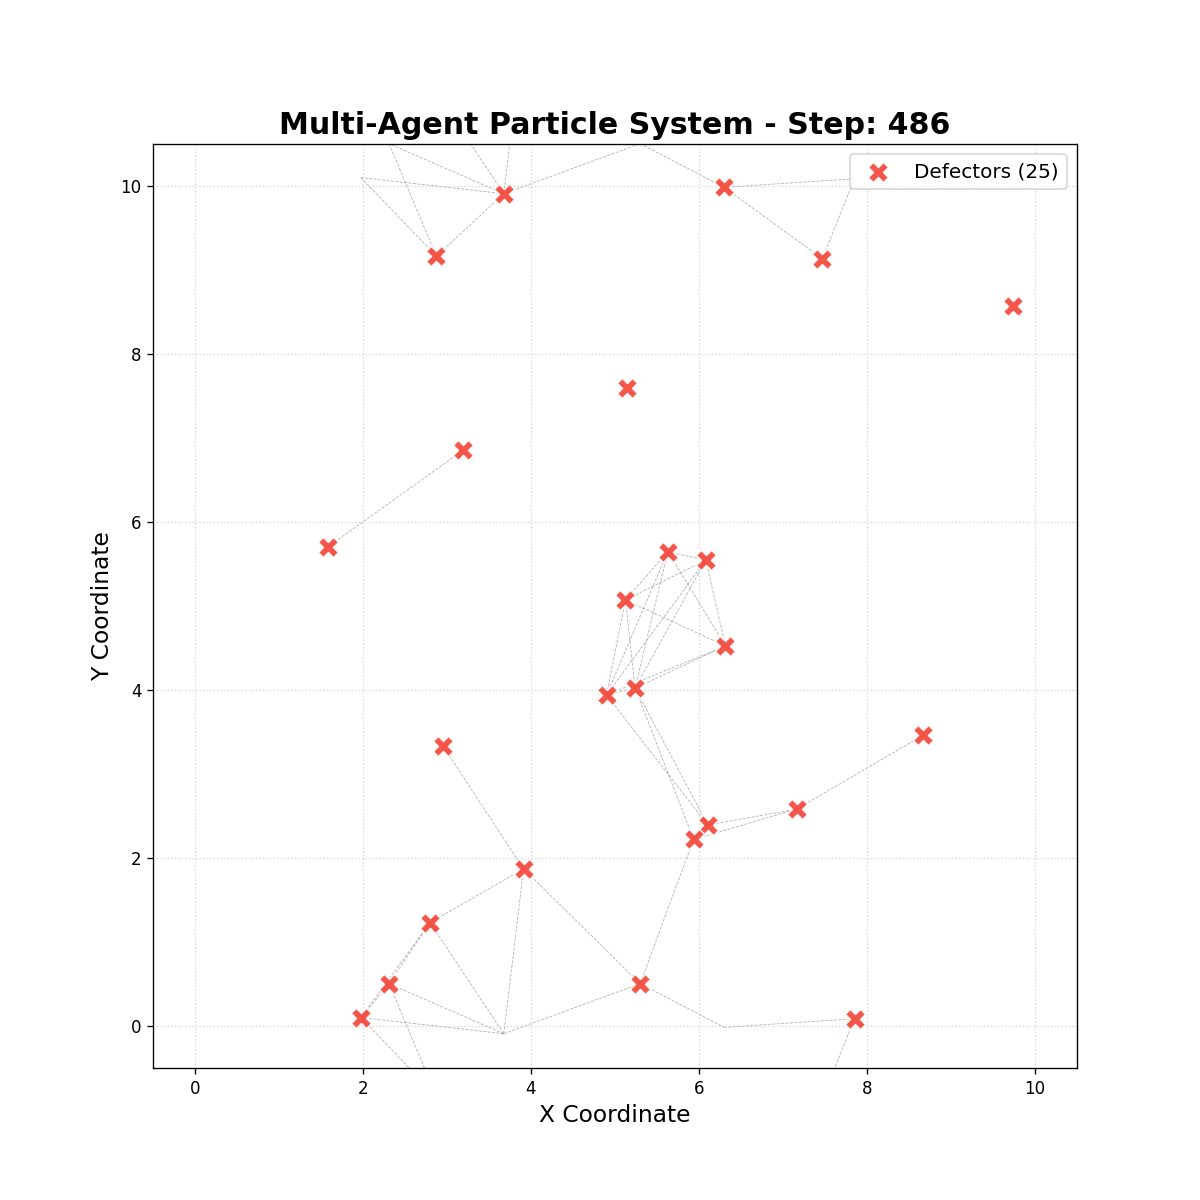 Multi-Agent Particle System - Step: 486
Defectors (25)
10
8
6
4
2
0
Y Coordinate
0 2 4 6 8 10
X Coordinate